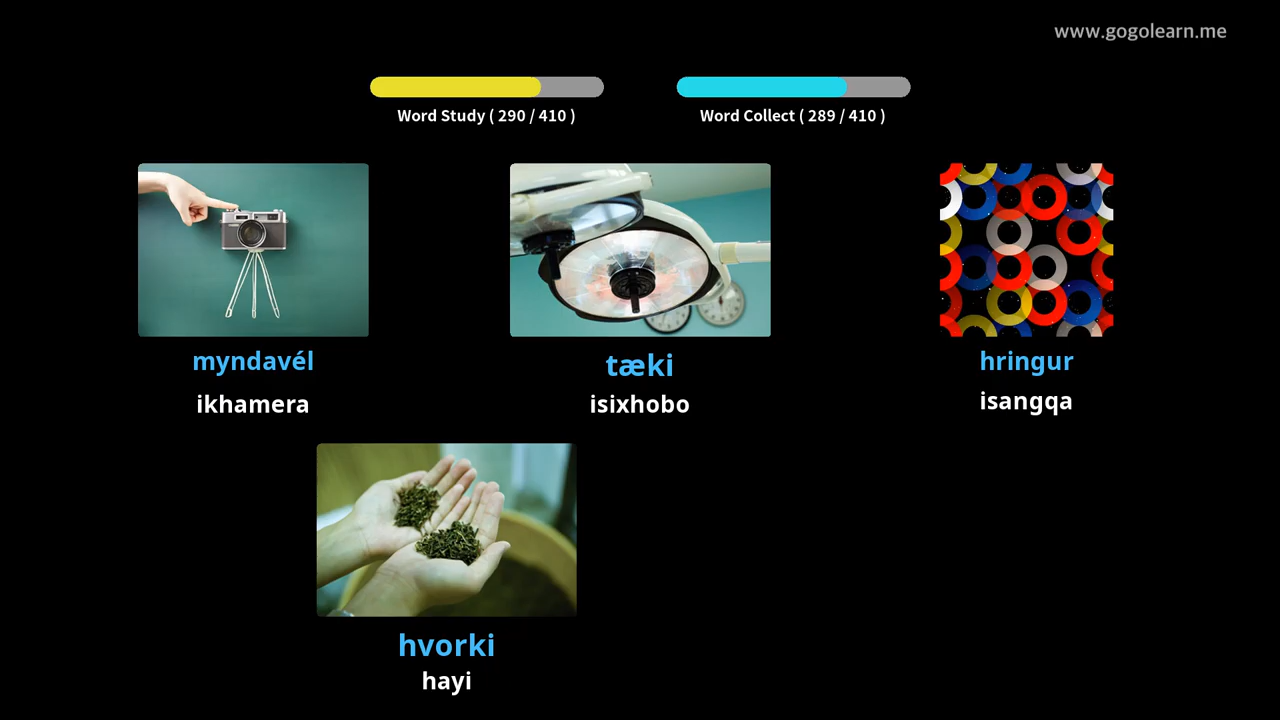 www.gogolearn.me
Word Study ( 290 / 410 )
Word Collect ( 289 / 410 )
myndavél
ikhamera
tæki
isixhobo
hringur
isangqa
hvorki
hayi